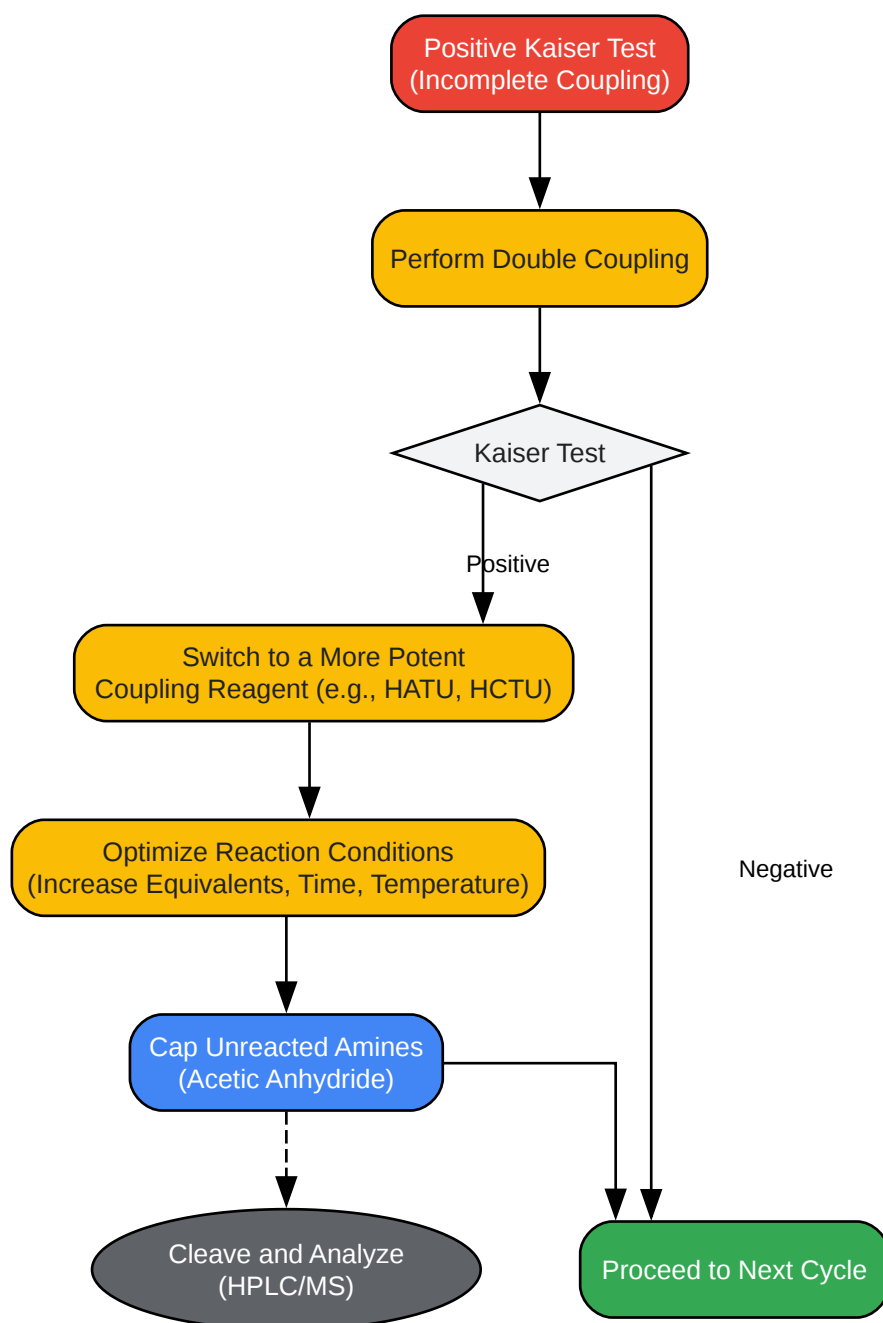 Positive Kaiser Test
(Incomplete Coupling)
Perform Double Coupling
Kaiser Test
Positive
Switch to a More Potent
Coupling Reagent (e.g., HATU, HCTU)
Optimize Reaction Conditions
(Increase Equivalents, Time, Temperature)
Negative
Cap Unreacted Amines
(Acetic Anhydride)
Cleave and Analyze
(HPLC/MS)
Proceed to Next Cycle